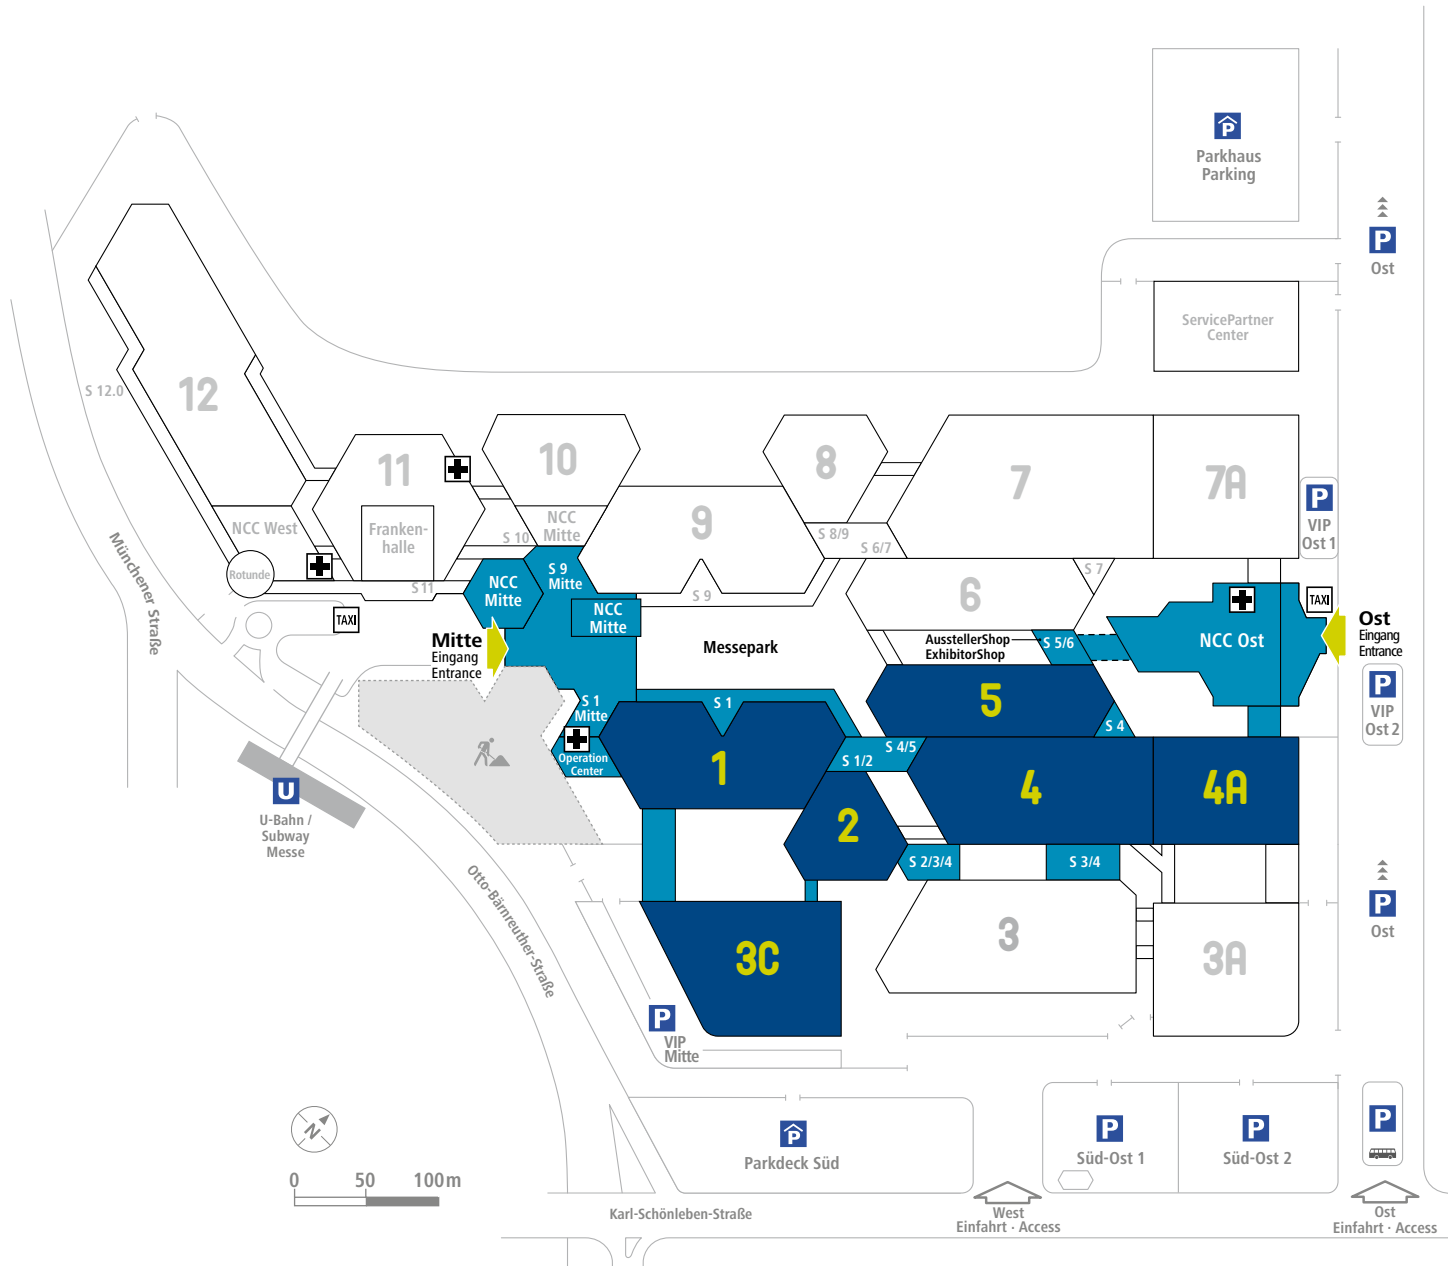 P
Parkhaus
Parking
P
Ost
ServicePartner
Center
S 12.0
12
11
10
8
7
7A
P
VIP
Ost 1
NCC West
Franken-
halle
S 10
NCC
Mitte
9
S 8/9
S 6/7
Rotunde
S11
NCC
Mitte
S 9
Mitte
NCC
Mitte
S 9
6
S 7
TAXI
TAXI
Münchener Straße
Mitte
Eingang
Entrance
Messepark
AusstellerShop
ExhibitorShop
S 5/6
NCC Ost
Ost
Eingang
Entrance
P
VIP
Ost 2
S 1
Mitte
S 1
5
S 4
Operation
Center
1
S 4/5
S 1/2
4
4A
2
U
U-Bahn /
Subway
Messe
S 2/3/4
S 3/4
Otto-Bärnreuther-Straße
3C
3
3A
P
Ost
P
VIP
Mitte
N
0 50 100m
P
Parkdeck Süd
P
Süd-Ost 1
P
Süd-Ost 2
P
Karl-Schönleben-Straße
West
Einfahrt · Access
Ost
Einfahrt · Access